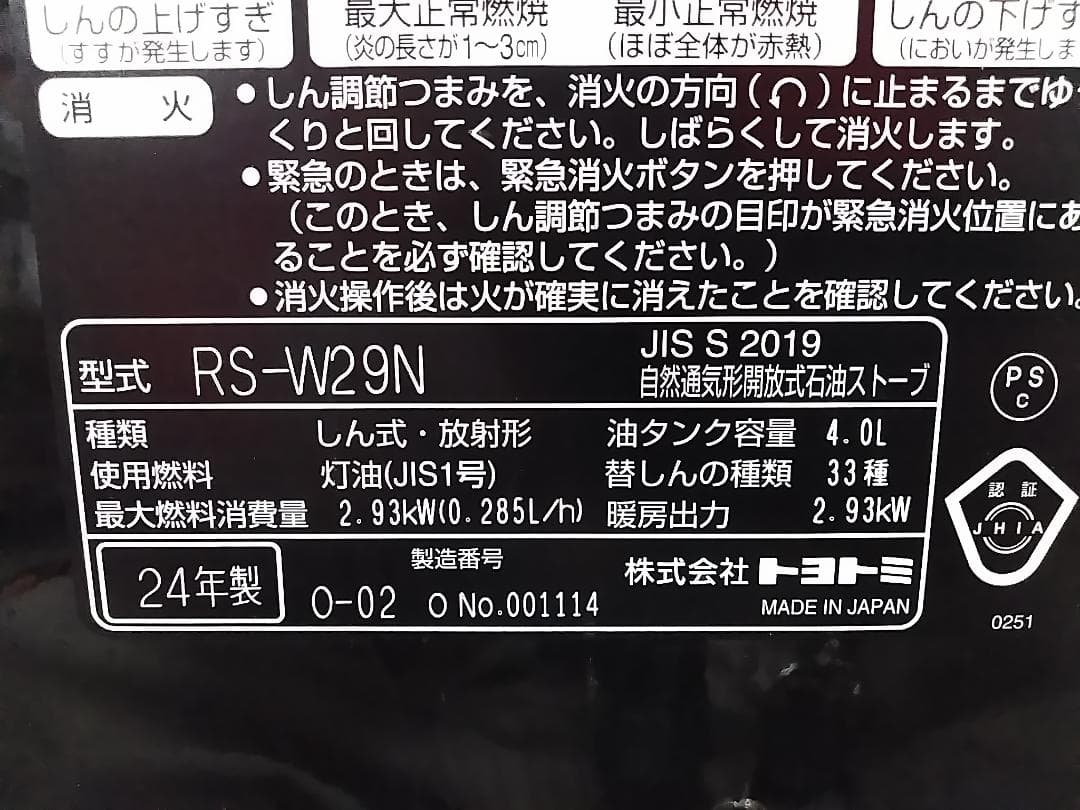 しんの上げすぎ
(すすが発生します)
最大正常燃焼
(炎の長さが1~3cm)
最小正常燃焼
(ほぼ全体が赤熱)
しんの下げす
(においが発生しま
消火
●しん調節つまみを、消火の方向(↶)に止まるまでゆっ
くりと回してください。しばらくして消火します。
●緊急のときは、緊急消火ボタンを押してください。
(このとき、しん調節つまみの目印が緊急消火位置にあ
ることを必ず確認してください。)
●消火操作後は火が確実に消えたことを確認してください。
型式 RS-W29N
JIS S 2019
自然通気形開放式石油ストーブ
種類 しん式・放射形 油タンク容量 4.0L
使用燃料 灯油(JIS1号) 替しんの種類 33種
最大燃料消費量 2.93kW(0.285L/h) 暖房出力 2.93kW
24年製
製造番号
O-02 O No.001114
株式会社トヨトミ
MADE IN JAPAN
PS
C
認証
JHIA
0251